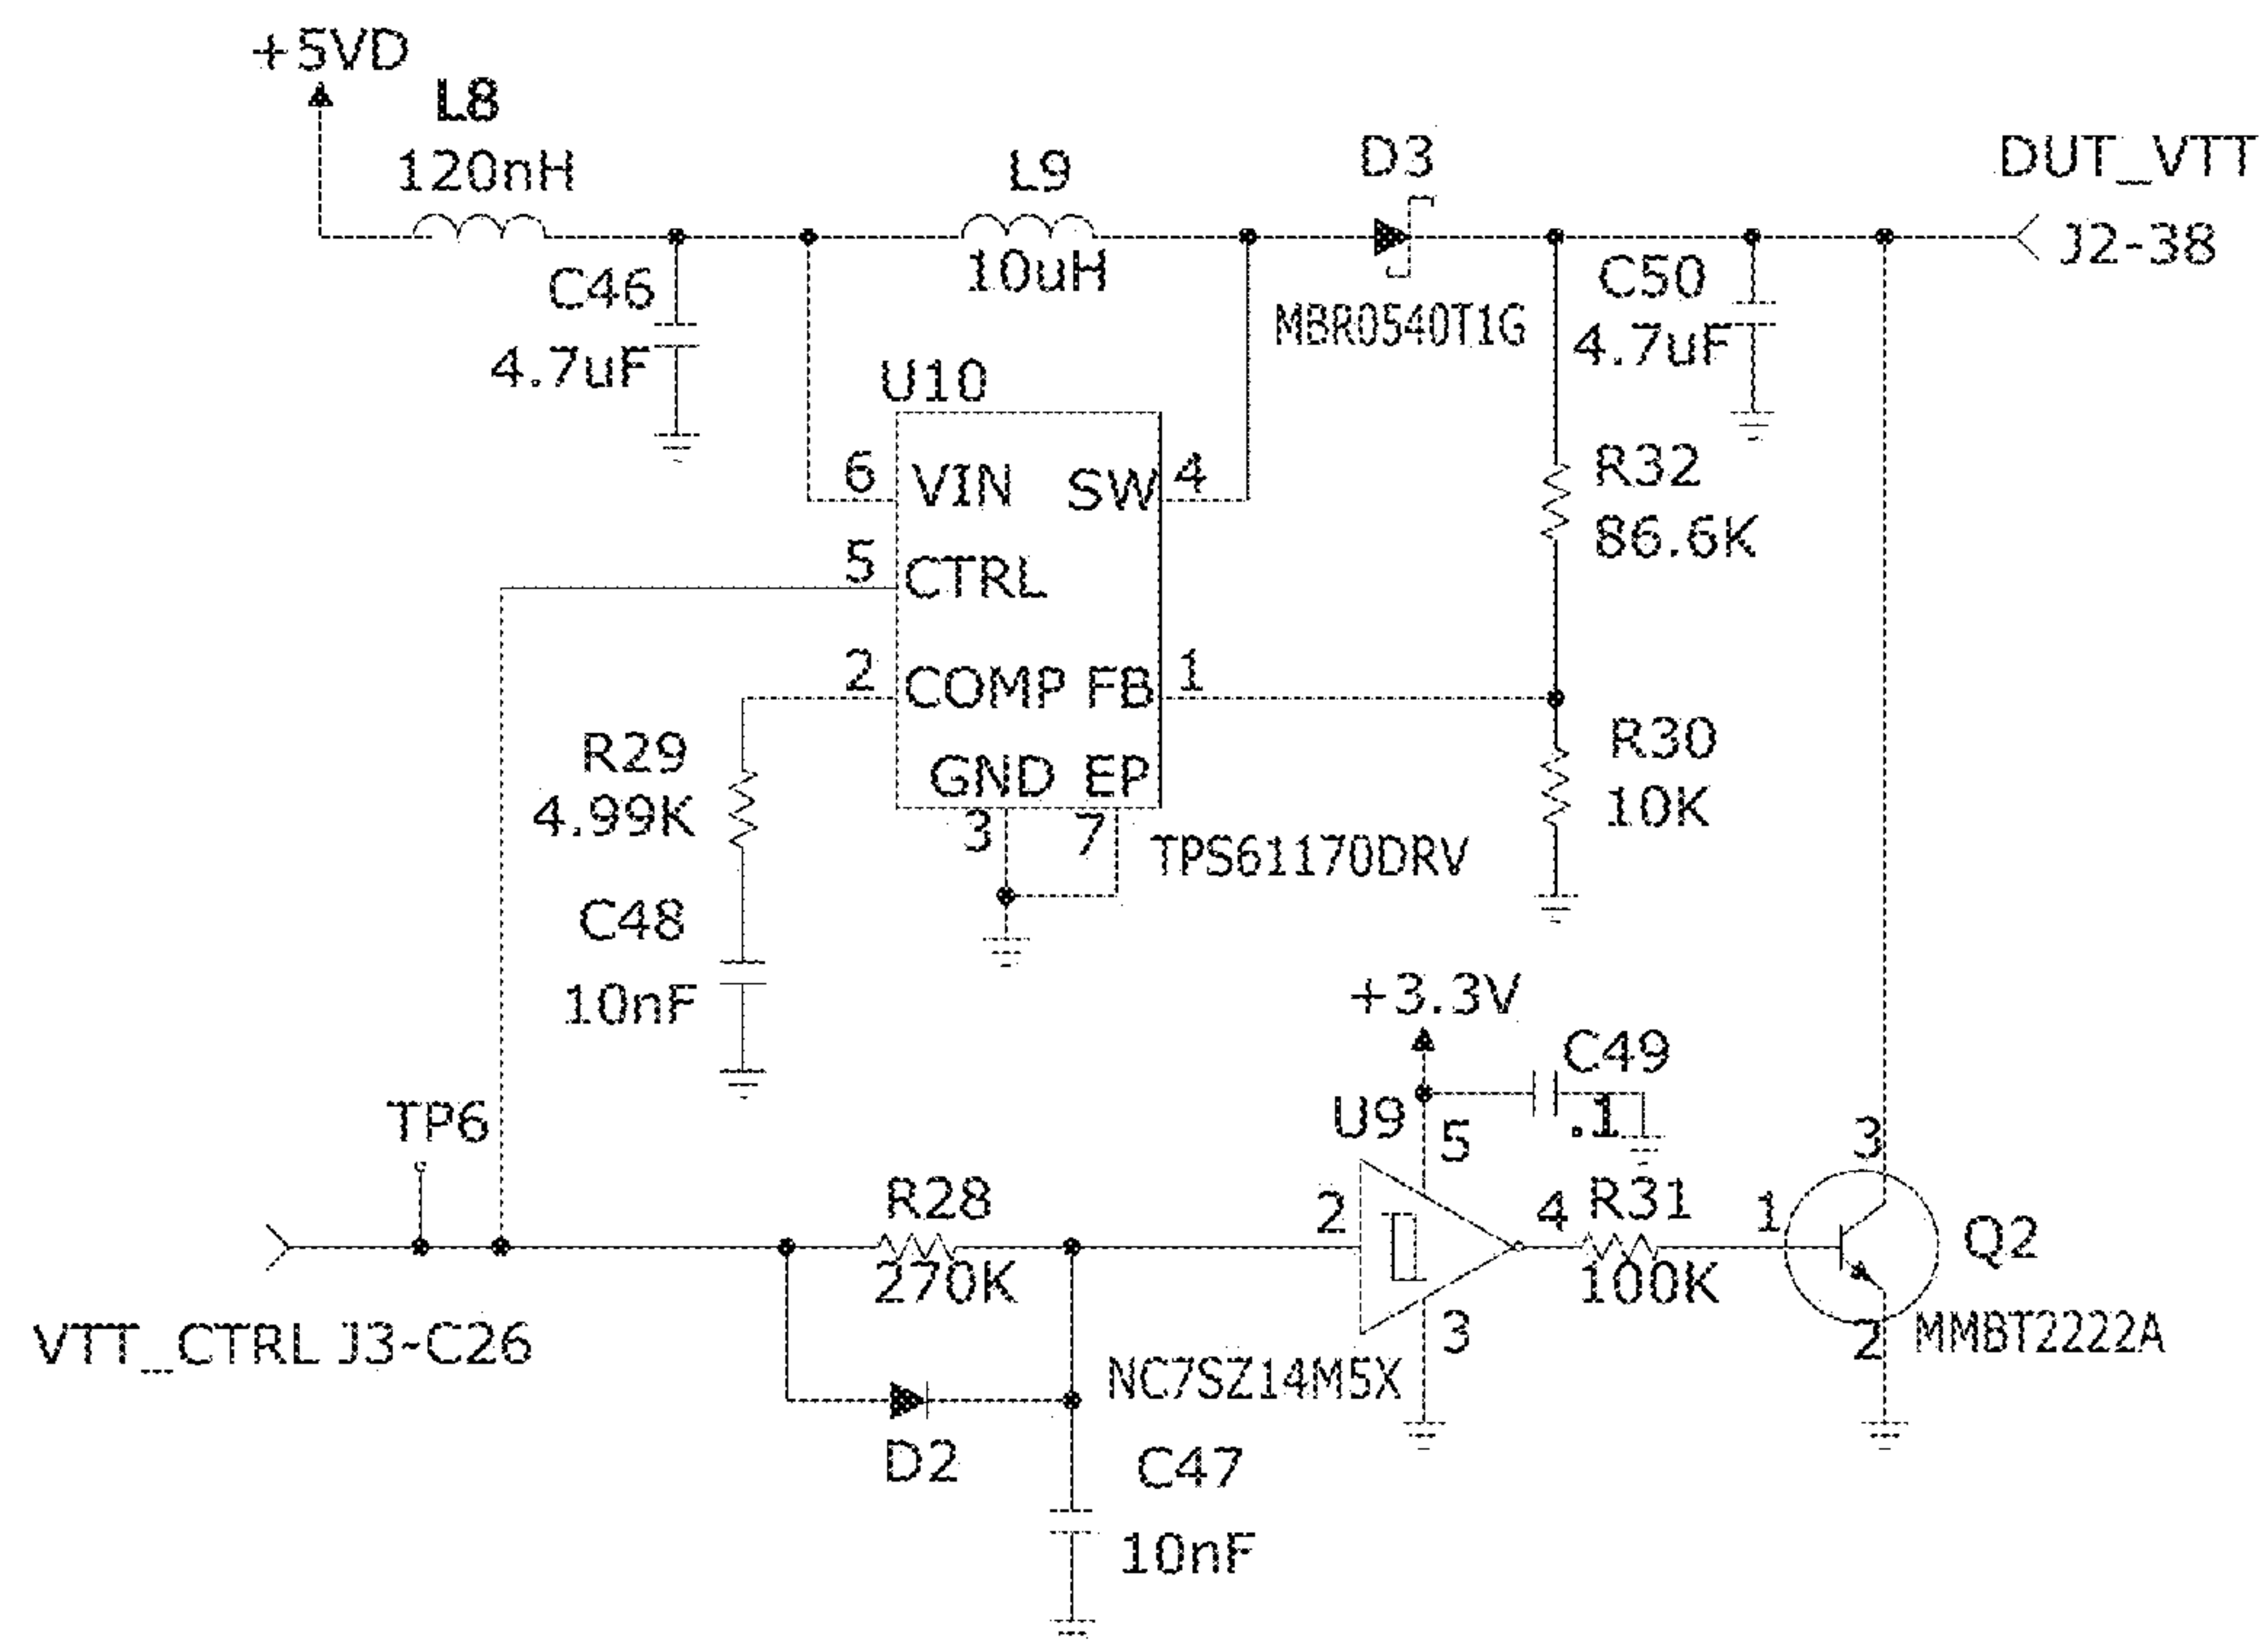 +5VD
L8
120nH
L9
10uH
D3
MBR0540T1G
DUT_VTT
J2-38
C46
4.7uF
C50
4.7uF
U10
6 VIN SW 4
5 CTRL
2 COMP FB 1
GND EP
3 7
TPS61170DRV
R32
86.6K
R29
4.99K
R30
10K
C48
10nF
+3.3V
C49
.1
TP6
U9
5
3
R28
270K
2
4
R31
100K
1
Q2
3
2
MMBT2222A
VTT_CTRL J3-C26
NC7SZ14M5X
D2
C47
10nF